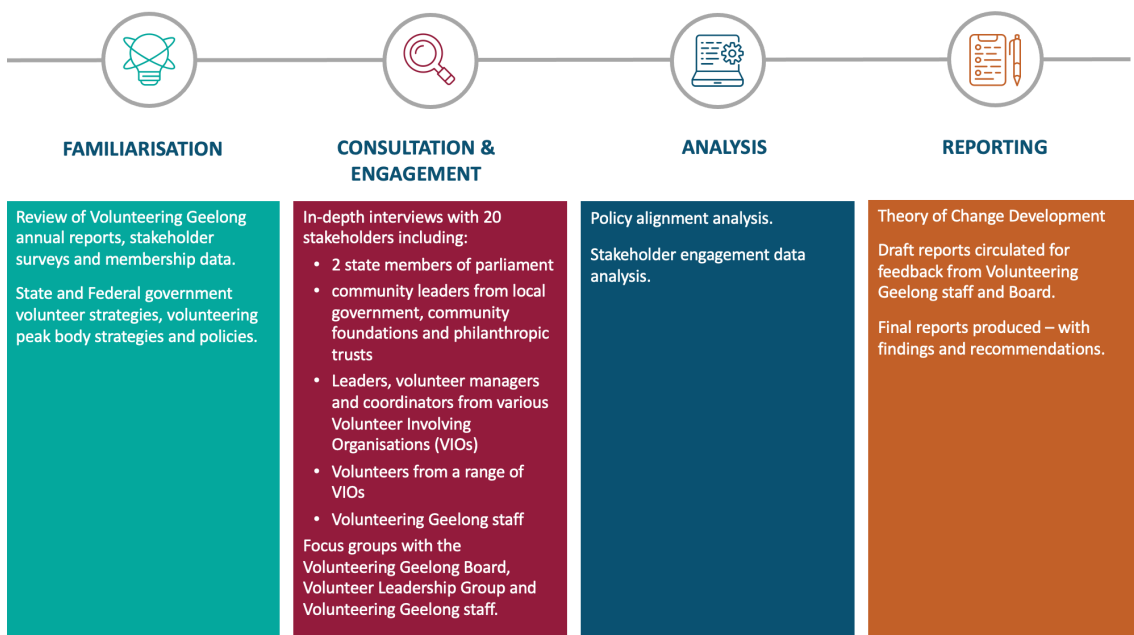 FAMILIARISATION
Review of Volunteering Geelong
annual reports, stakeholder
surveys and membership data.
State and Federal government
volunteer strategies, volunteering
peak body strategies and policies.
CONSULTATION &
ENGAGEMENT
In-depth interviews with 20
stakeholders including:
• 2 state members of parliament
• community leaders from local
government, community
foundations and philanthropic
trusts
• Leaders, volunteer managers
and coordinators from various
Volunteer Involving
Organisations (VIOs)
• Volunteers from a range of
VIOs
• Volunteering Geelong staff
Focus groups with the
Volunteering Geelong Board,
Volunteer Leadership Group and
Volunteering Geelong staff.
ANALYSIS
Policy alignment analysis.
Stakeholder engagement data
analysis.
REPORTING
Theory of Change Development
Draft reports circulated for
feedback from Volunteering
Geelong staff and Board.
Final reports produced – with
findings and recommendations.